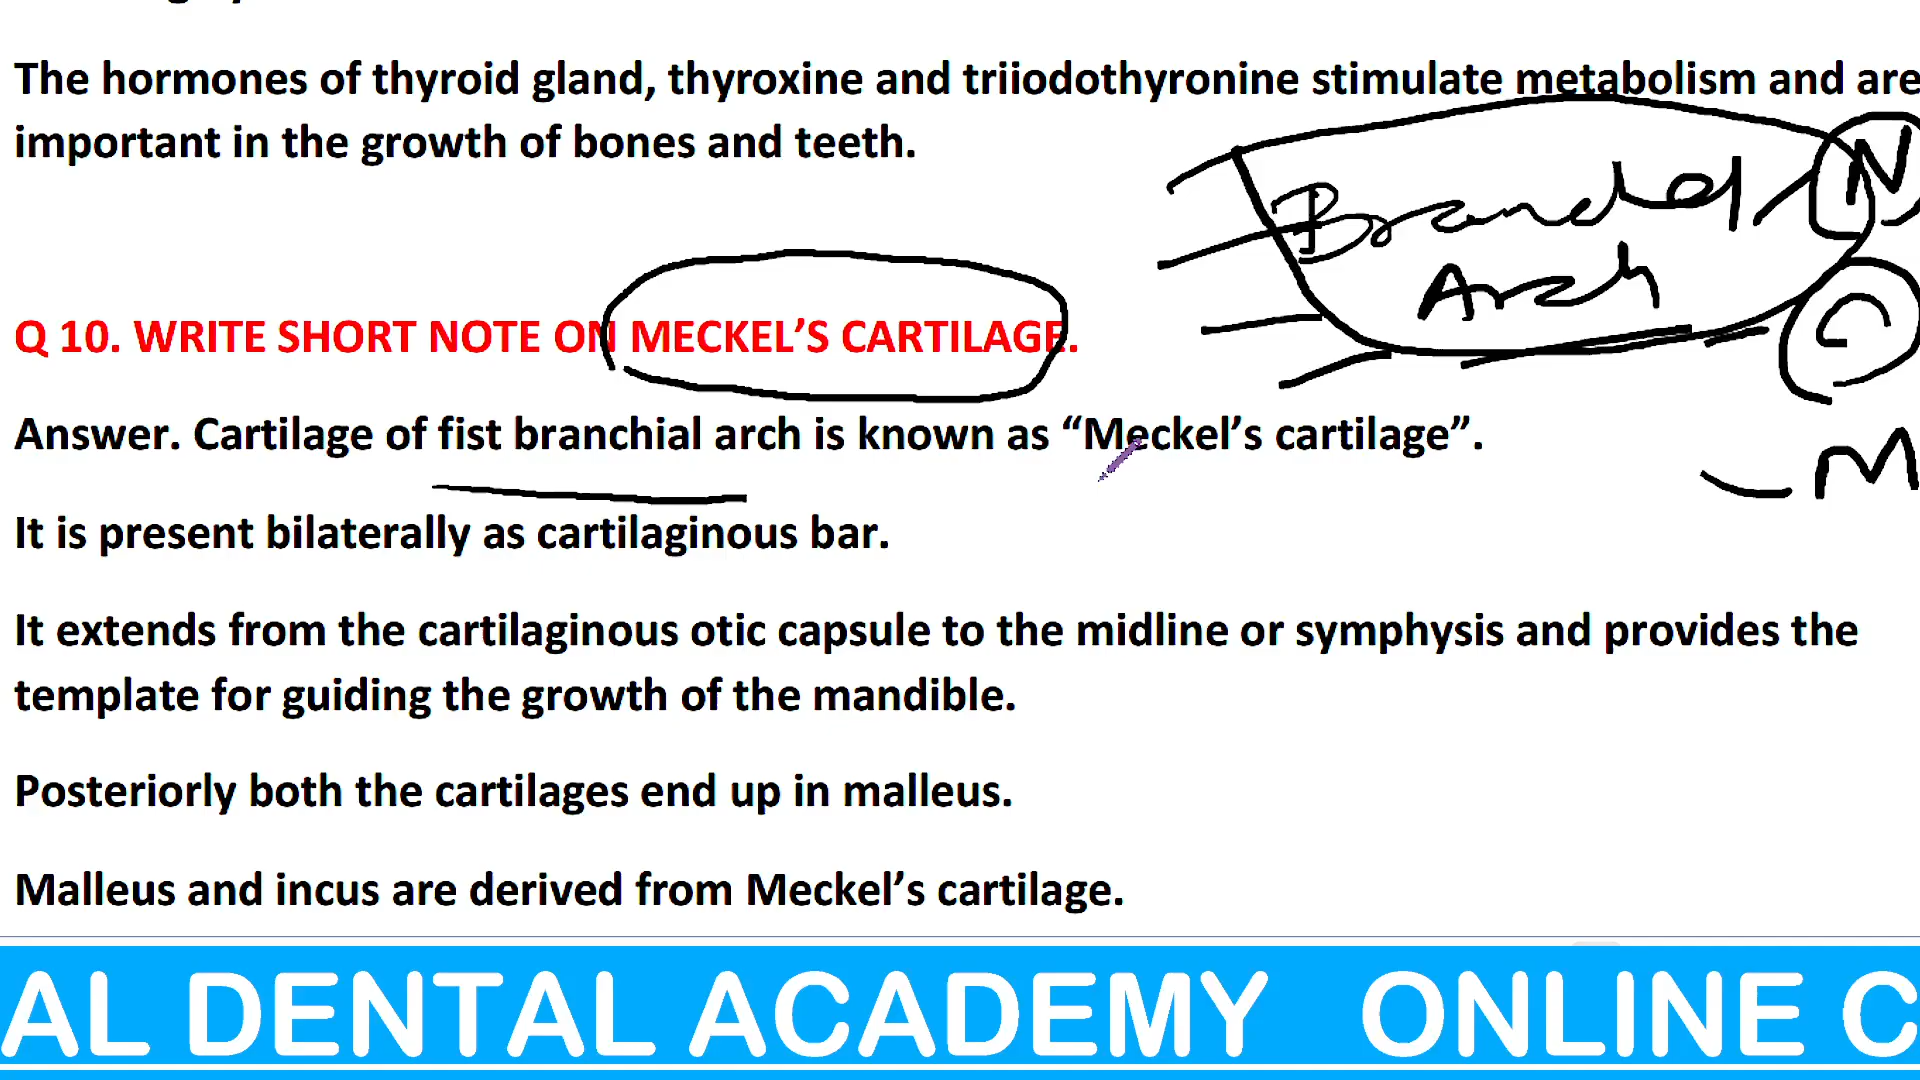 The hormones of thyroid gland, thyroxine and triiodothyronine stimulate metabolism and are
important in the growth of bones and teeth.
Q 10. WRITE SHORT NOTE ON MECKEL’S CARTILAGE.
Arch
N
C
Answer. Cartilage of fist branchial arch is known as “Meckel’s cartilage”.
M
It is present bilaterally as cartilaginous bar.
It extends from the cartilaginous otic capsule to the midline or symphysis and provides the
template for guiding the growth of the mandible.
Posteriorly both the cartilages end up in malleus.
Malleus and incus are derived from Meckel’s cartilage.
AL DENTAL ACADEMY ONLINE C